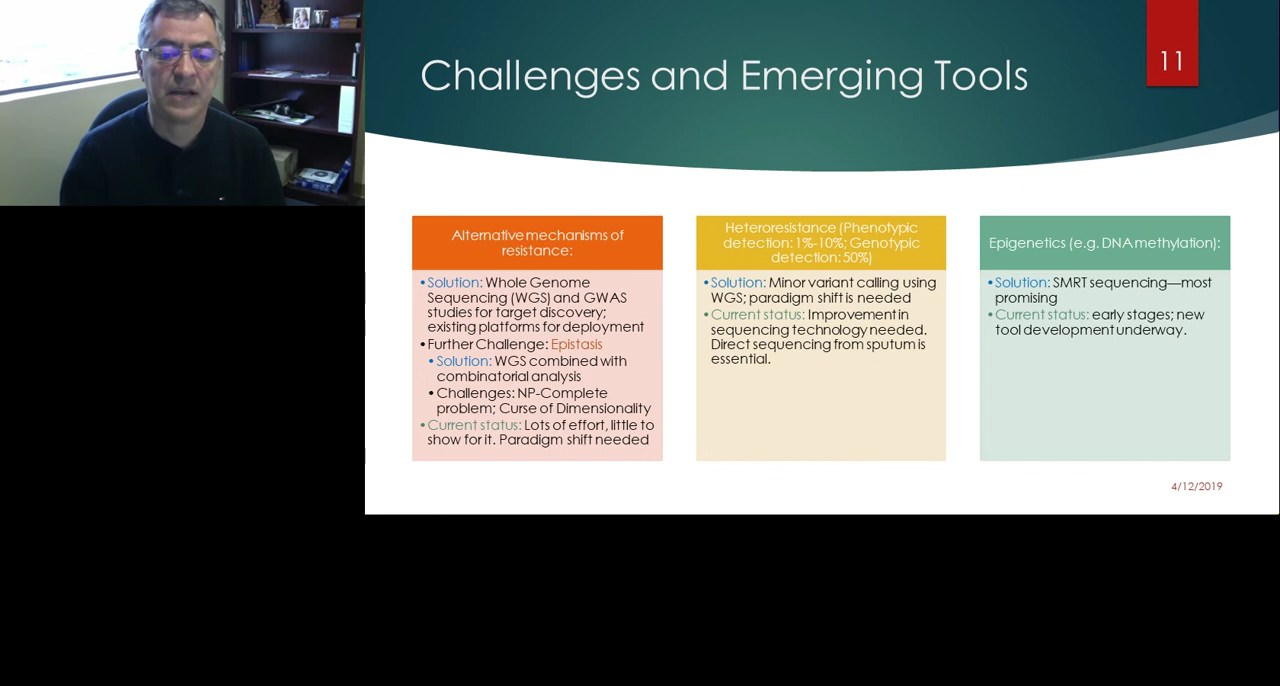 Challenges and Emerging Tools
11
Alternative mechanisms of
resistance:
•Solution: Whole Genome
Sequencing (WGS) and GWAS
studies for target discovery;
existing platforms for deployment
•Further Challenge: Epistasis
•Solution: WGS combined with
combinatorial analysis
•Challenges: NP-Complete
problem; Curse of Dimensionality
•Current status: Lots of effort, little to
show for it. Paradigm shift needed
Heteroresistance (Phenotypic
detection: 1%-10%; Genotypic
detection: 50%)
•Solution: Minor variant calling using
WGS; paradigm shift is needed
•Current status: Improvement in
sequencing technology needed.
Direct sequencing from sputum is
essential.
Epigenetics (e.g. DNA methylation):
•Solution: SMRT sequencing—most
promising
•Current status: early stages; new
tool development underway.
4/12/2019